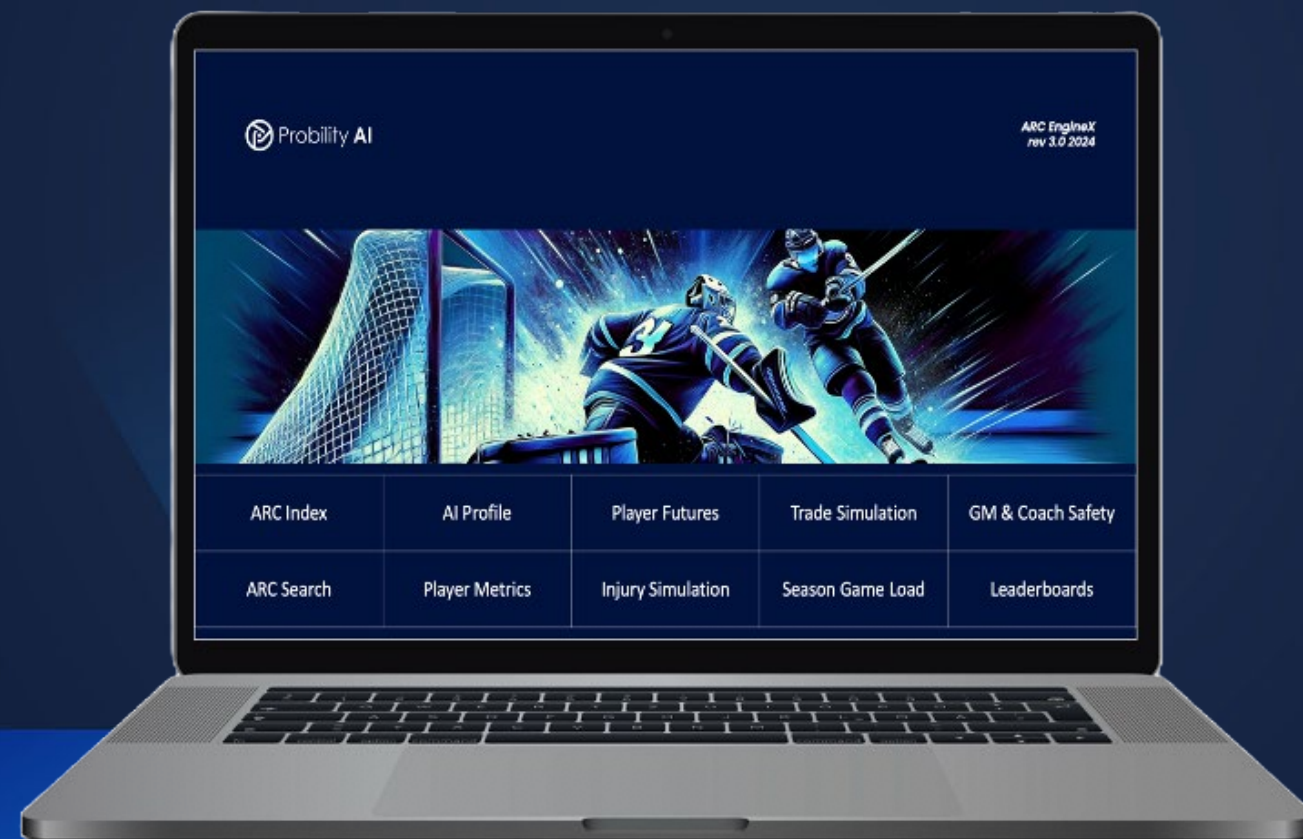 Probility AI
ARC EngineX
rev 3.0 2024
ARC Index
AI Profile
Player Futures
Trade Simulation
GM & Coach Safety
ARC Search
Player Metrics
Injury Simulation
Season Game Load
Leaderboards